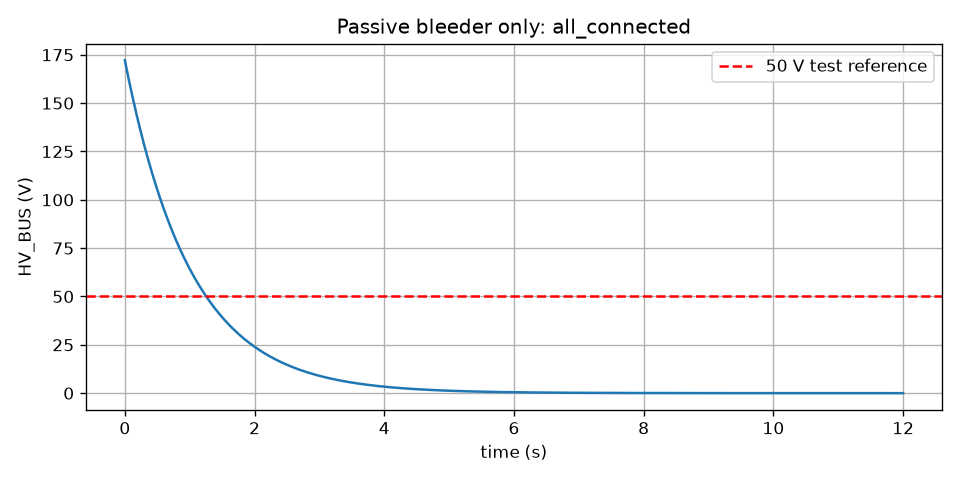 Passive bleeder only: all_connected
50 V test reference
HV_BUS (V)
175
150
125
100
75
50
25
0
0 2 4 6 8 10 12
time (s)